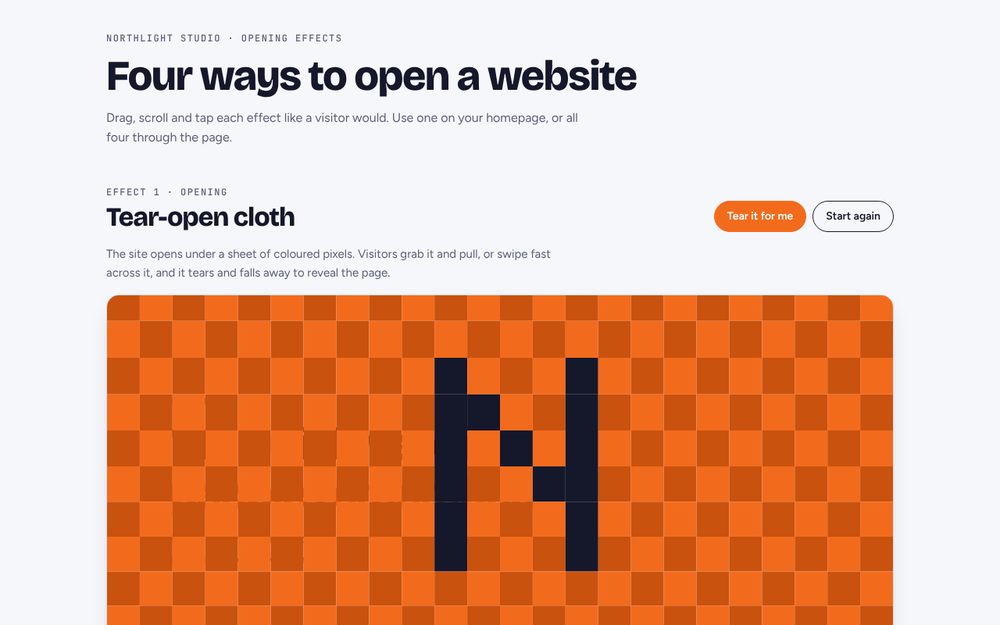 NORTHLIGHT STUDIO · OPENING EFFECTS
Four ways to open a website
Drag, scroll and tap each effect like a visitor would. Use one on your homepage, or all
four through the page.
EFFECT 1 · OPENING
Tear-open cloth
Tear it for me
Start again
The site opens under a sheet of coloured pixels. Visitors grab it and pull, or swipe fast
across it, and it tears and falls away to reveal the page.
N